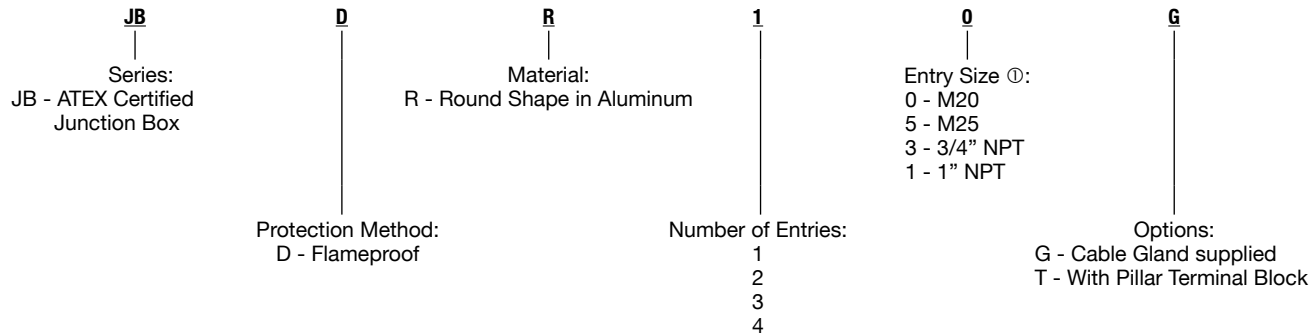 JB D R 1 0 G
Series:
JB - ATEX Certified
Junction Box
Material:
R - Round Shape in Aluminum
Entry Size ①:
0 - M20
5 - M25
3 - 3/4” NPT
1 - 1” NPT
Protection Method:
D - Flameproof
Number of Entries:
1
2
3
4
Options:
G - Cable Gland supplied
T - With Pillar Terminal Block